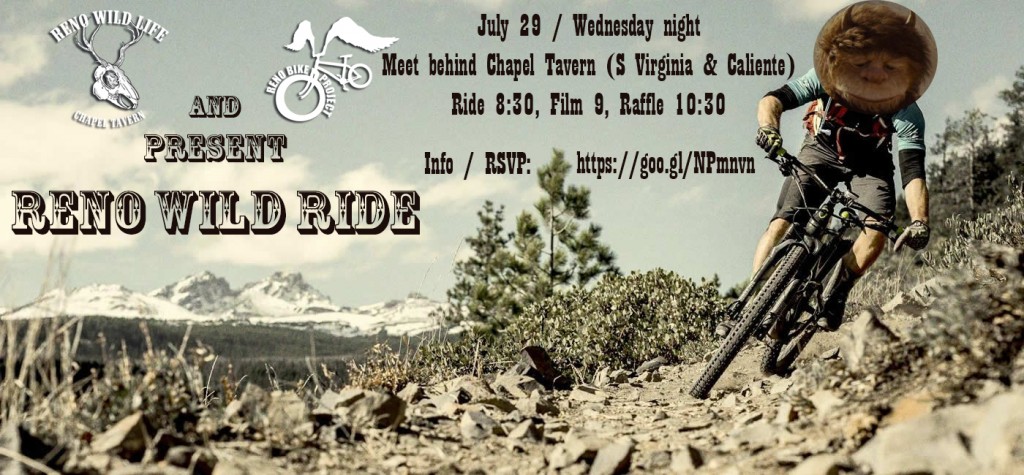 RENO WILD LIFE
CHAPEL TAVERN
AND
RENO BIKE PROJECT
PRESENT
RENO WILD RIDE
July 29 / Wednesday night
Meet behind Chapel Tavern (S Virginia & Caliente)
Ride 8:30, Film 9, Raffle 10:30
Info / RSVP: https://goo.gl/NPmnvn